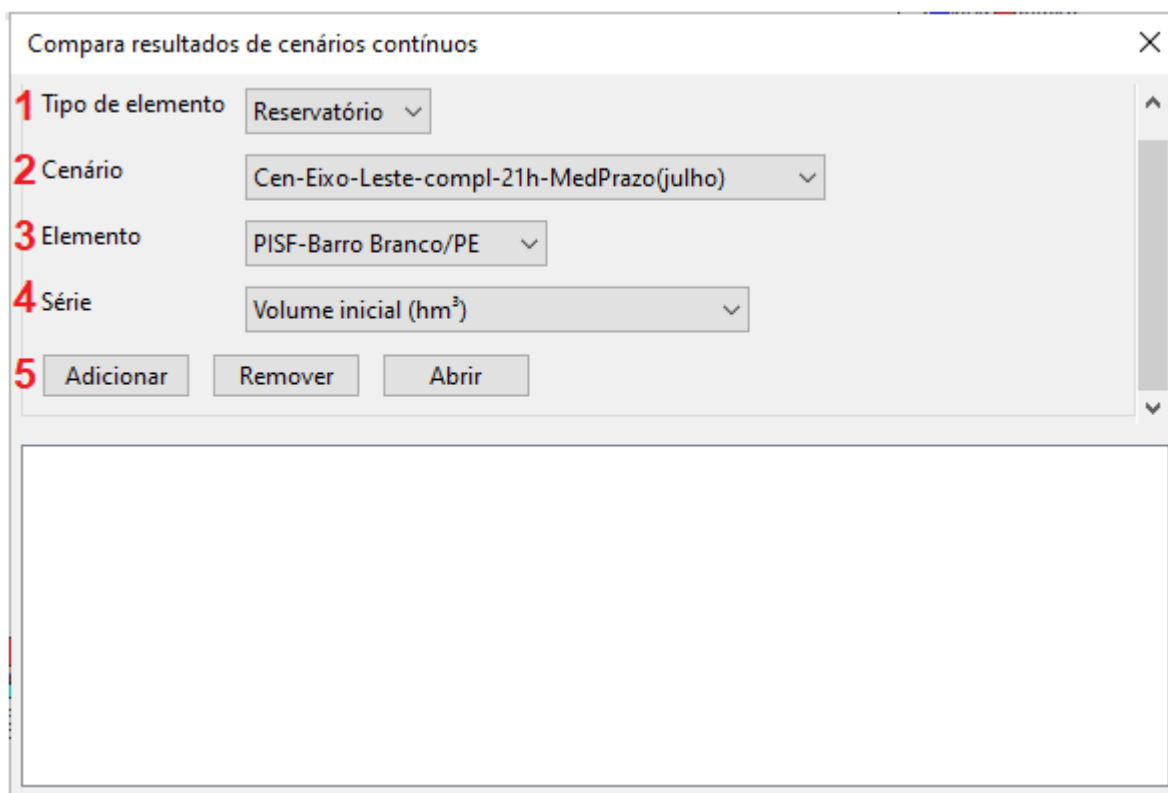 Compara resultados de cenários contínuos
1 Tipo de elemento Reservatório
2 Cenário Cen-Eixo-Leste-compl-21h-MedPrazo(julho)
3 Elemento PISF-Barro Branco/PE
4 Série Volume inicial (hm³)
5 Adicionar Remover Abrir